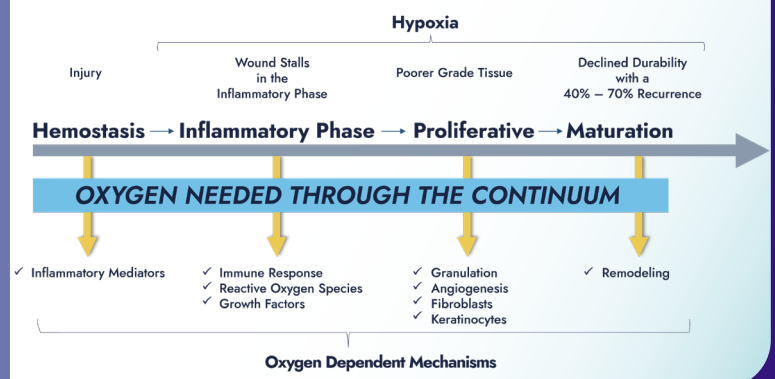 Hypoxia
Injury
Wound Stalls
in the
Inflammatory Phase
Poorer Grade Tissue
Declined Durability
with a
40% – 70% Recurrence
Hemostasis → Inflammatory Phase → Proliferative → Maturation
OXYGEN NEEDED THROUGH THE CONTINUUM
✓ Inflammatory Mediators
✓ Immune Response
✓ Reactive Oxygen Species
✓ Growth Factors
✓ Granulation
✓ Angiogenesis
✓ Fibroblasts
✓ Keratinocytes
✓ Remodeling
Oxygen Dependent Mechanisms